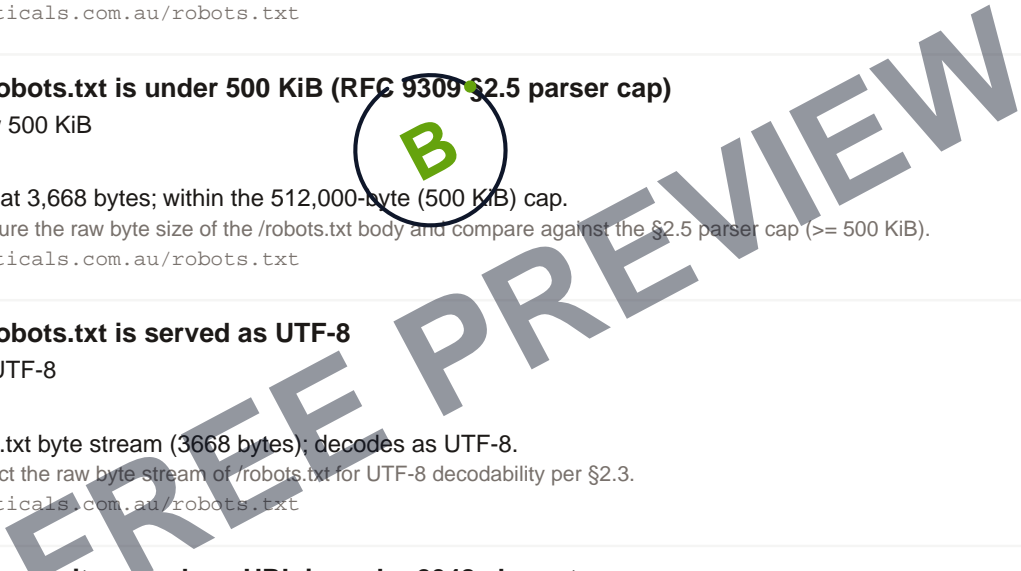 ticals.com.au/robots.txt
obots.txt is under 500 KiB (RFC 9309 §2.5 parser cap)
500 KiB
B
at 3,668 bytes; within the 512,000-byte (500 KiB) cap.
ure the raw byte size of the /robots.txt body and compare against the §2.5 parser cap (>= 500 KiB).
ticals.com.au/robots.txt
obots.txt is served as UTF-8
UTF-8
.txt byte stream (3668 bytes); decodes as UTF-8.
ct the raw byte stream of /robots.txt for UTF-8 decodability per §2.3.
ticals.com.au/robots.txt
FREE PREVIEW